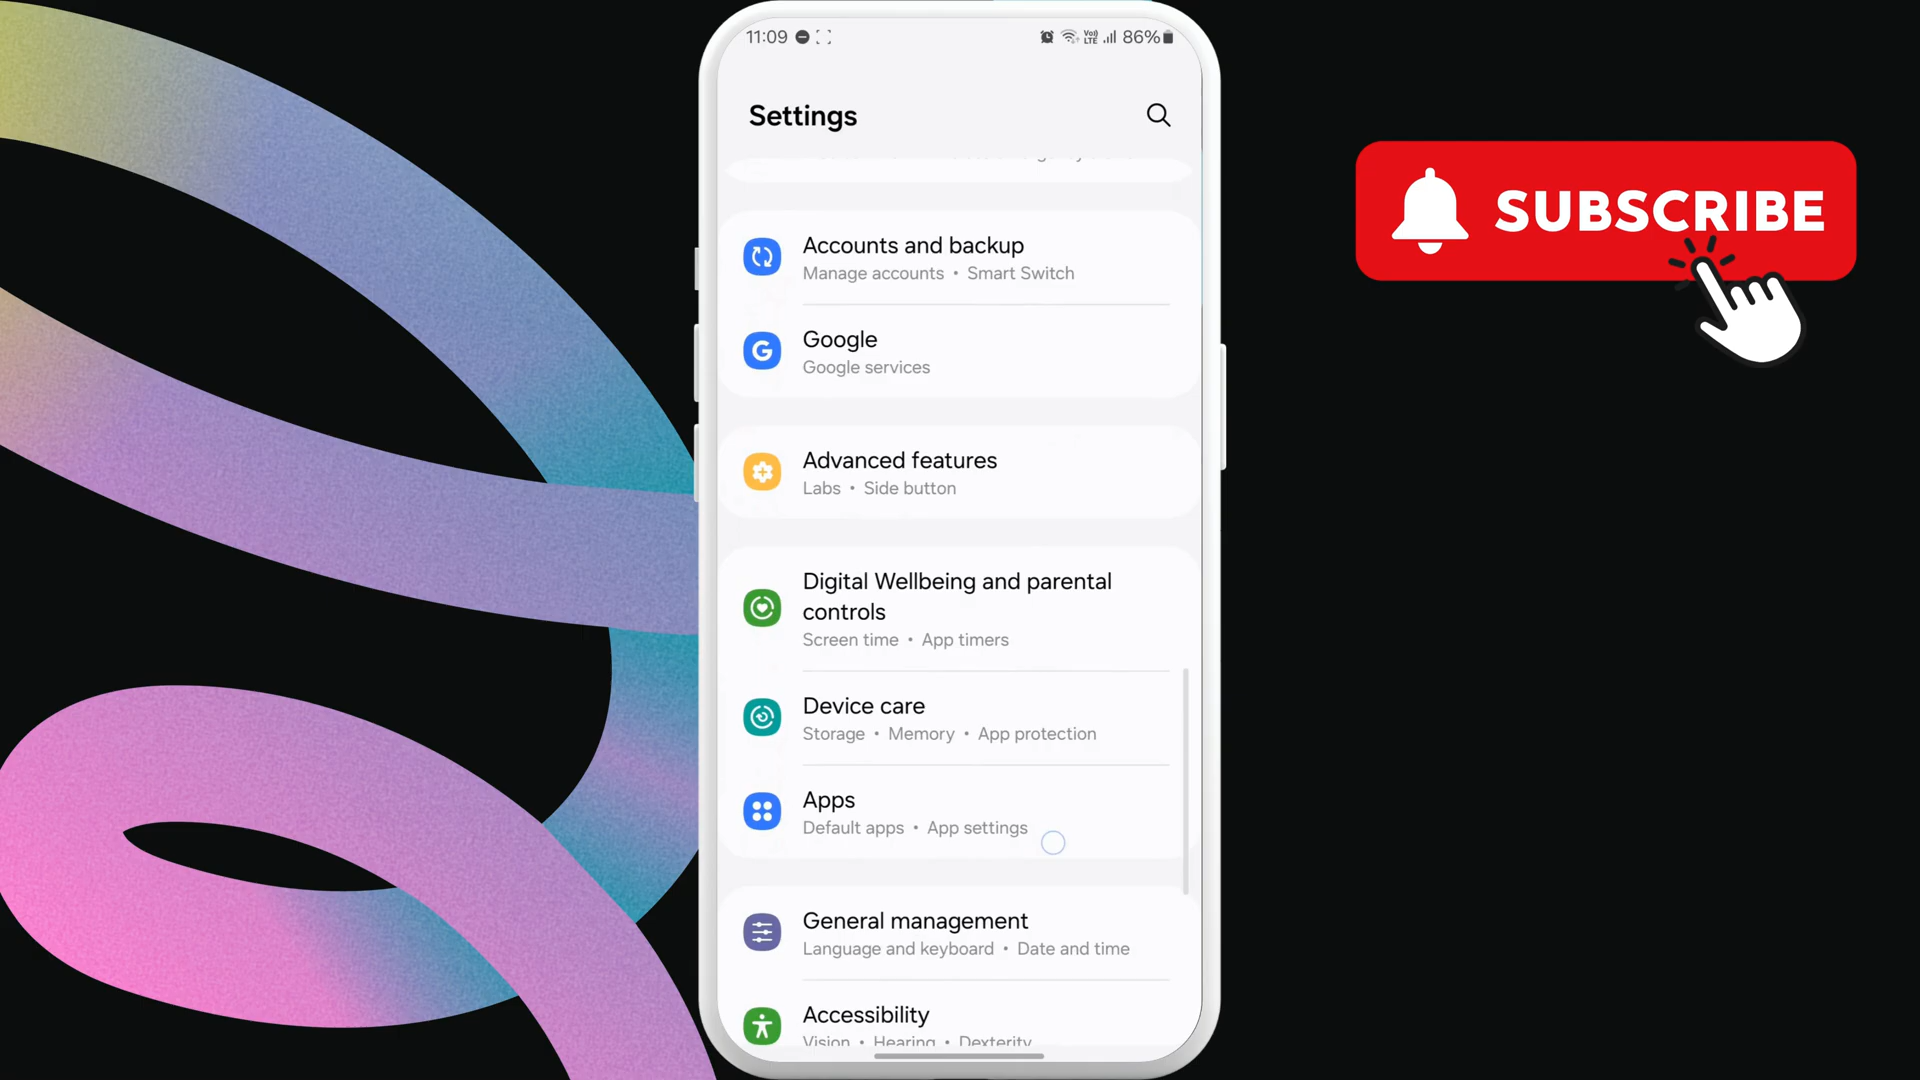 11:09
Vo))
LTE
86%
Settings
SUBSCRIBE
Accounts and backup
Manage accounts • Smart Switch
Google
Google services
Advanced features
Labs • Side button
Digital Wellbeing and parental
controls
Screen time • App timers
Device care
Storage • Memory • App protection
Apps
Default apps • App settings
General management
Language and keyboard • Date and time
Accessibility
Vision • Hearing • Dexterity